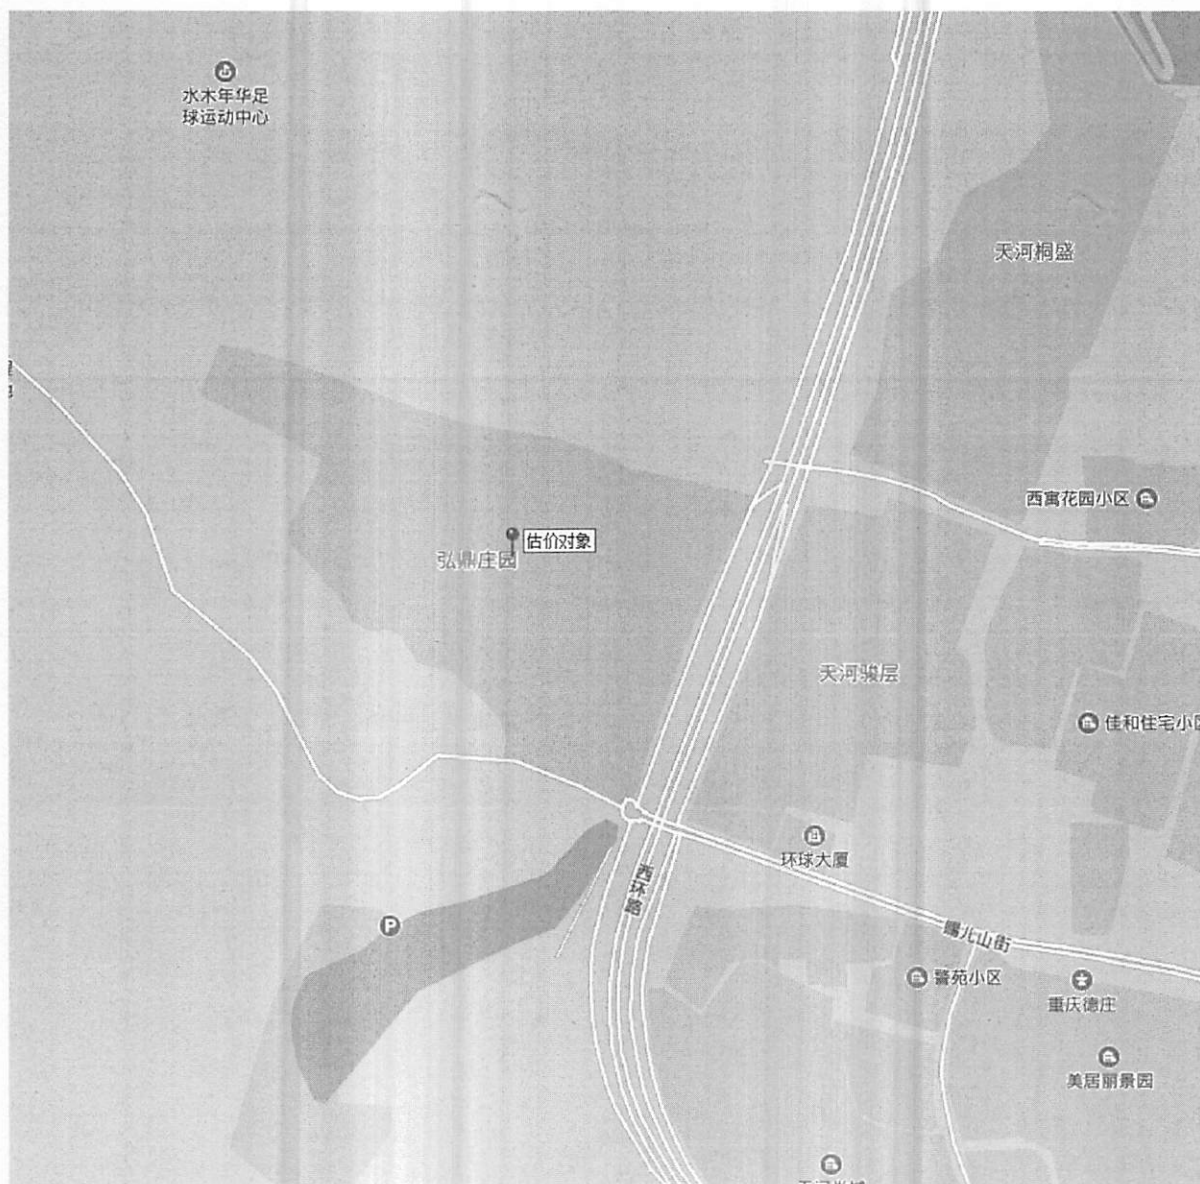 水木年华足
球运动中心
天河桐盛
西寓花园小区
估价对象
弘鼎庄园
天河骏层
佳和住宅小区
环球大厦
西环路
P
北山街
警苑小区
重庆德庄
美居丽景园